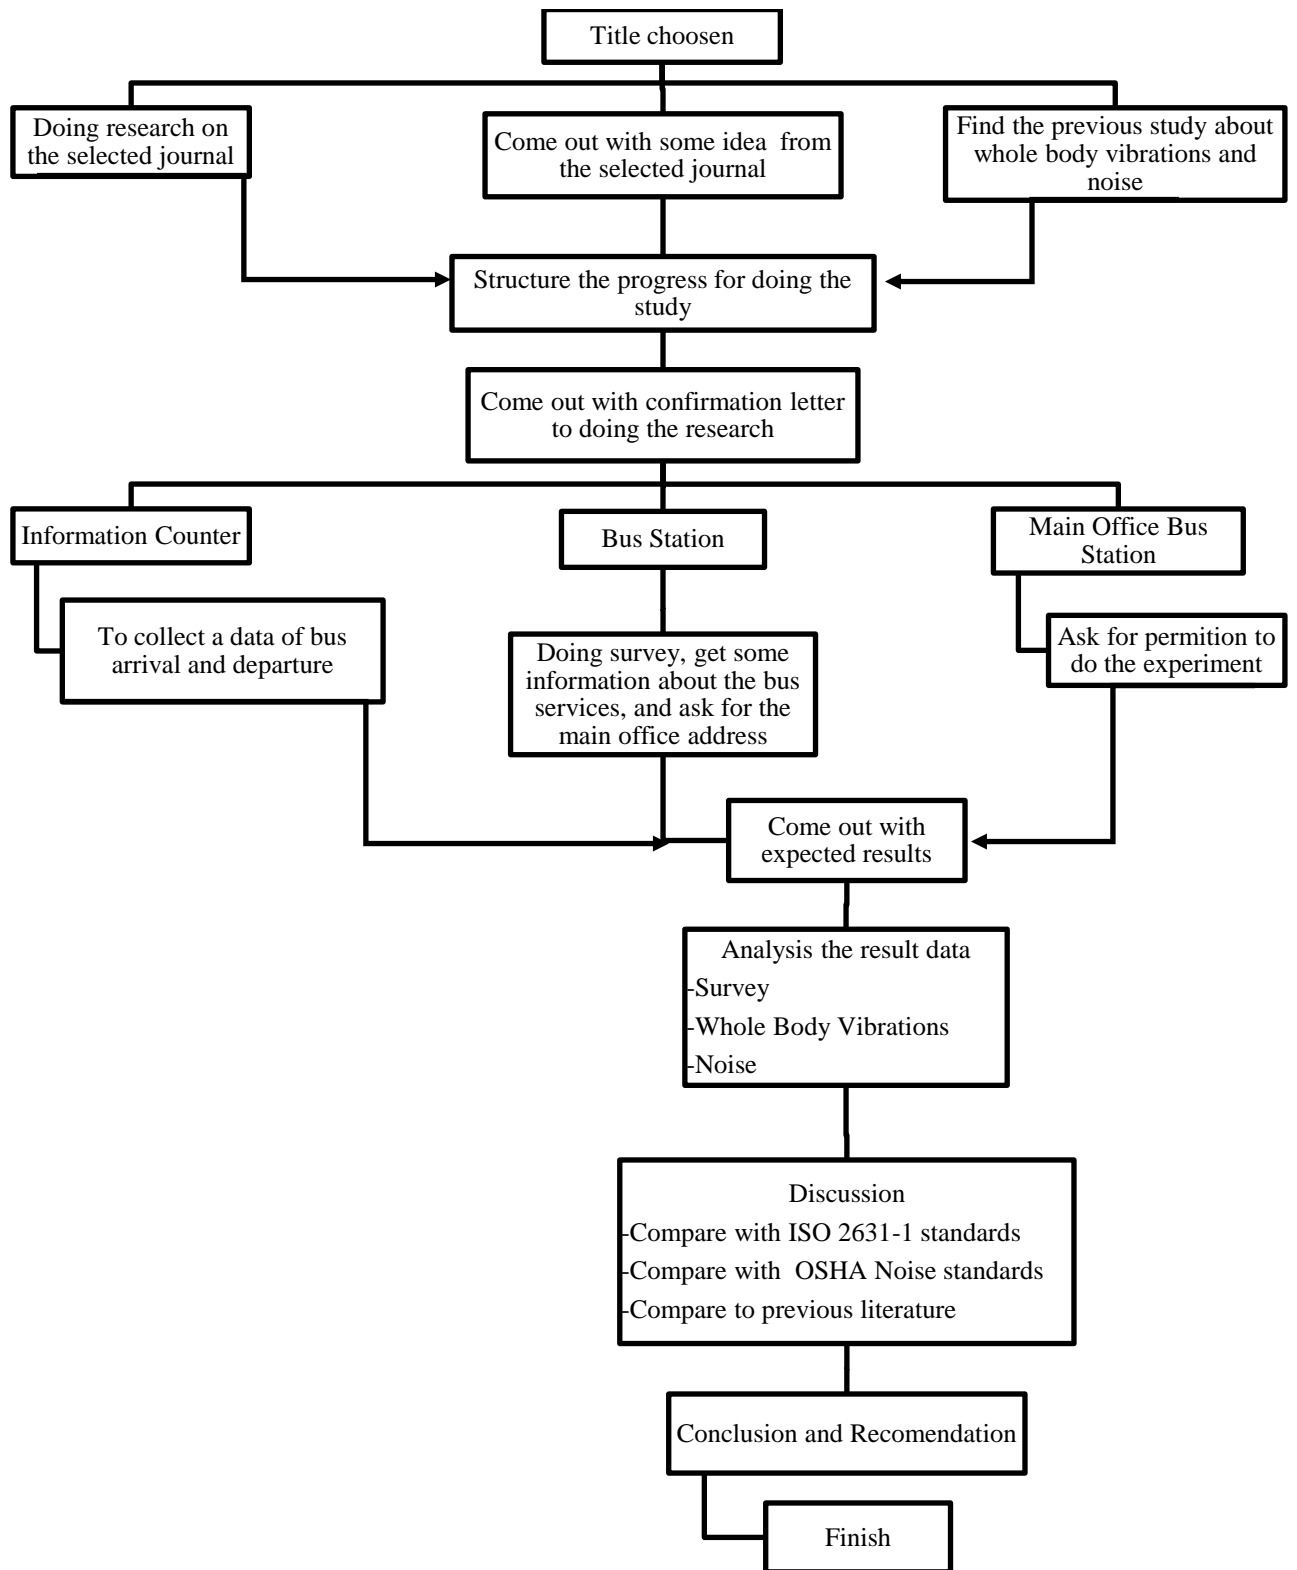 Title choosen
Doing research on
the selected journal
Come out with some idea from
the selected journal
Find the previous study about
whole body vibrations and
noise
Structure the progress for doing the
study
Come out with confirmation letter
to doing the research
Information Counter
Bus Station
Main Office Bus
Station
To collect a data of bus
arrival and departure
Doing survey, get some
information about the bus
services, and ask for the
main office address
Ask for permition to
do the experiment
Come out with
expected results
Analysis the result data
-Survey
-Whole Body Vibrations
-Noise
Discussion
-Compare with ISO 2631-1 standards
-Compare with OSHA Noise standards
-Compare to previous literature
Conclusion and Recomendation
Finish